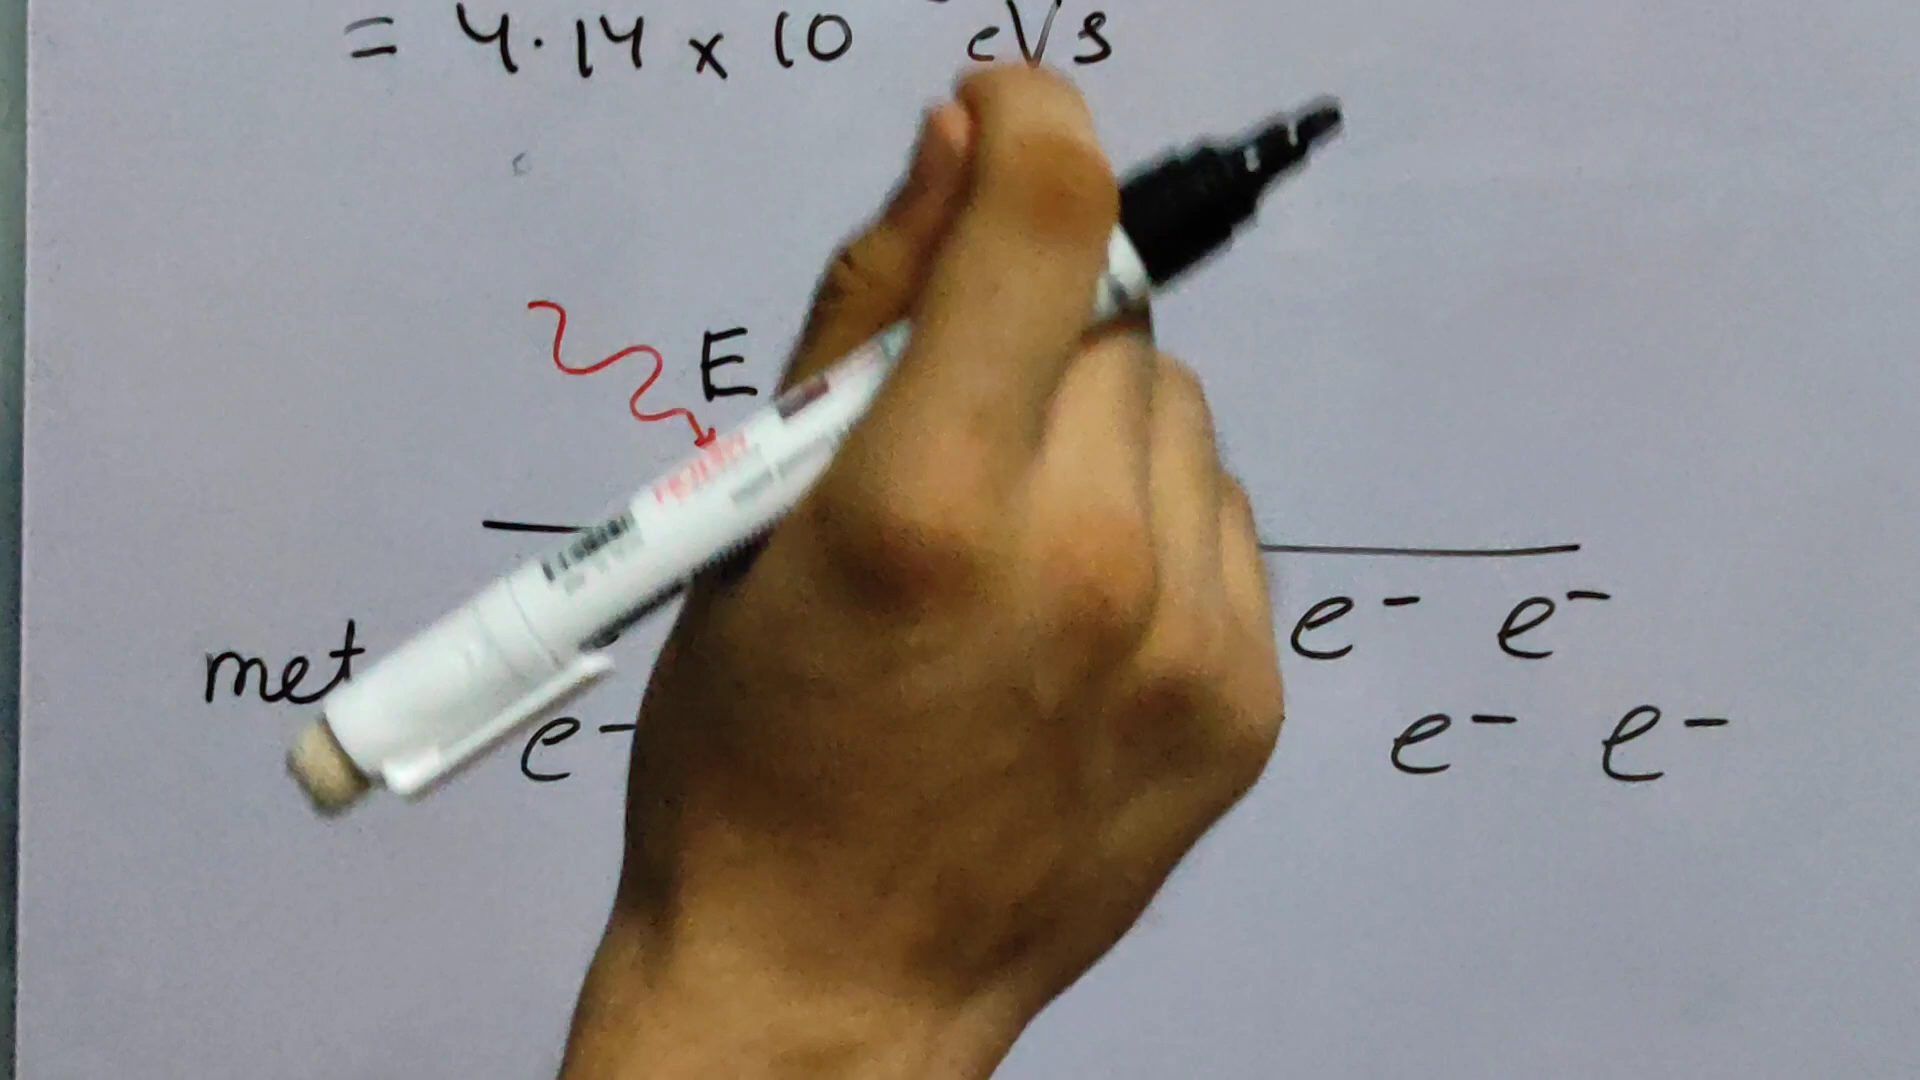 = 4.14 x 10 eVs
E
e⁻ e⁻
met
e⁻ e⁻ e⁻